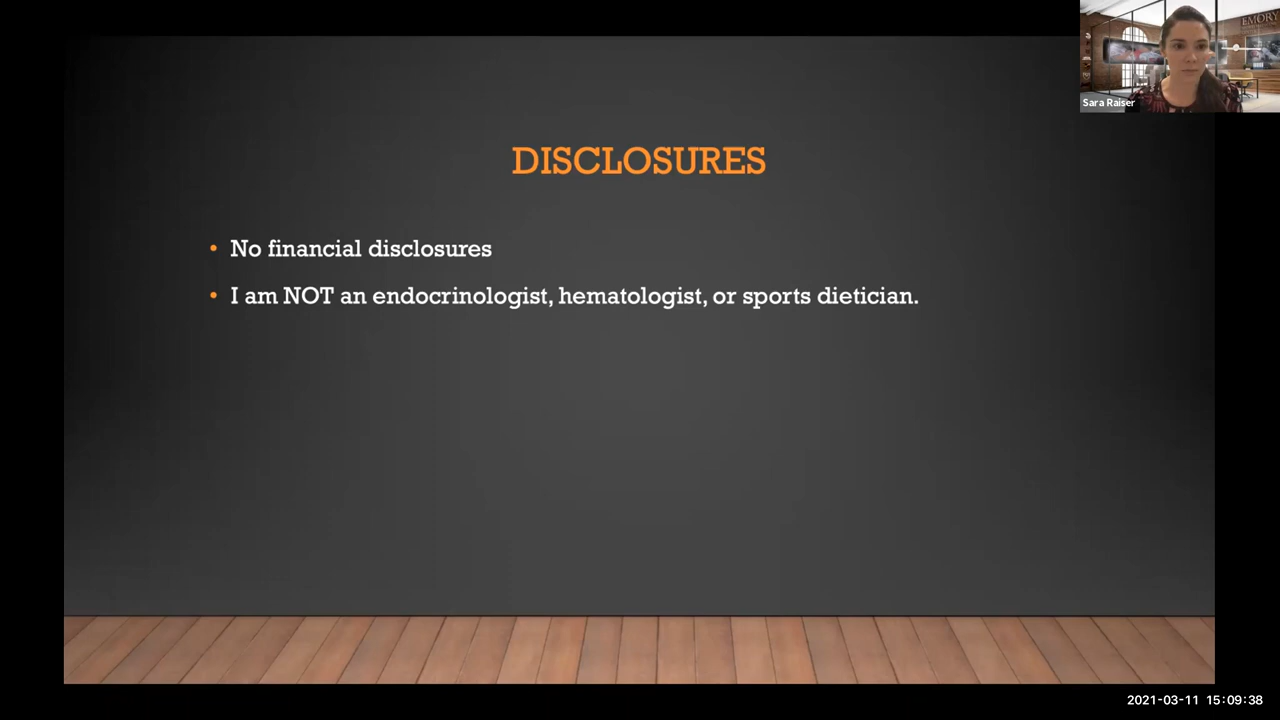 EMORY
Sara Raiser
DISCLOSURES
• No financial disclosures
• I am NOT an endocrinologist, hematologist, or sports dietician.
2021-03-11 15:09:38